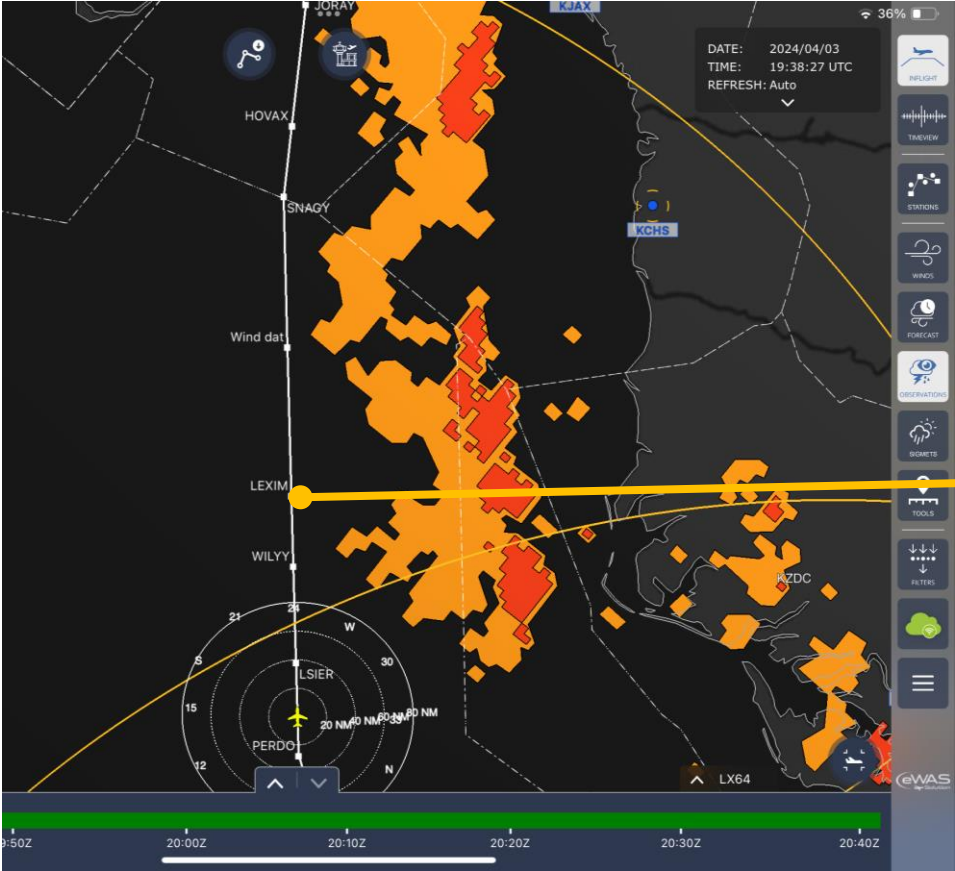 JORAY
KJAX
36%
DATE: 2024/04/03
TIME: 19:38:27 UTC
REFRESH: Auto
INFLIGHT
HOVAX
TIMEVIEW
SNAGY
STATIONS
KCHS
WINDS
Wind dat
FORECAST
OBSERVATIONS
SIGMETS
LEXIM
TOOLS
WILYY
KZDC
FILTERS
21
24
W
S
30
LSIER
15
20 NM
40 NM
60 NM
33
80 NM
PERDO
12
N
LX64
eWAS
20:00Z
20:10Z
20:20Z
20:30Z
20:40Z